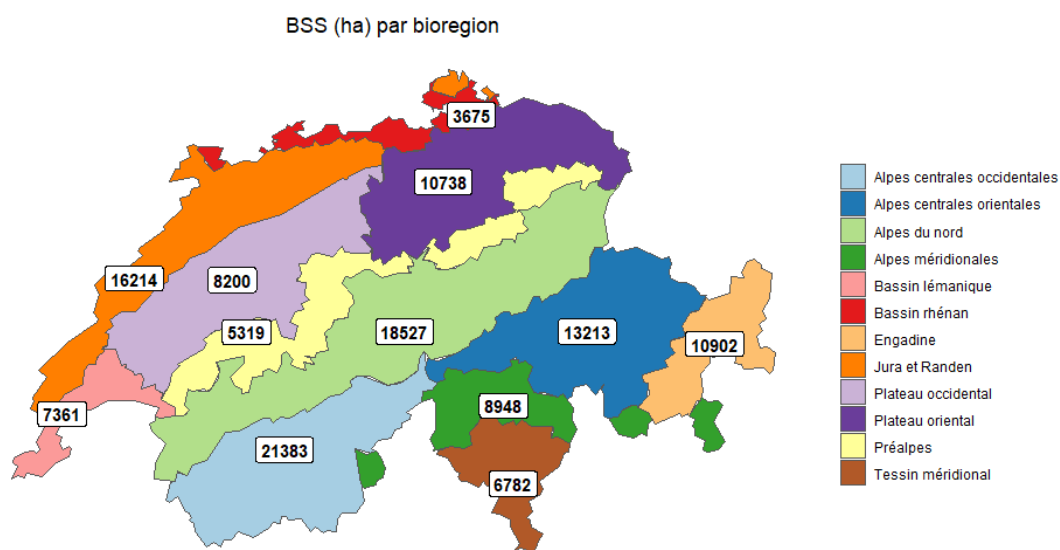 BSS (ha) par bioregion
3675
10738
16214
8200
5319
18527
13213
10902
7361
8948
21383
6782
Alpes centrales occidentales
Alpes centrales orientales
Alpes du nord
Alpes méridionales
Bassin lémanique
Bassin rhénan
Engadine
Jura et Randen
Plateau occidental
Plateau oriental
Préalpes
Tessin méridional